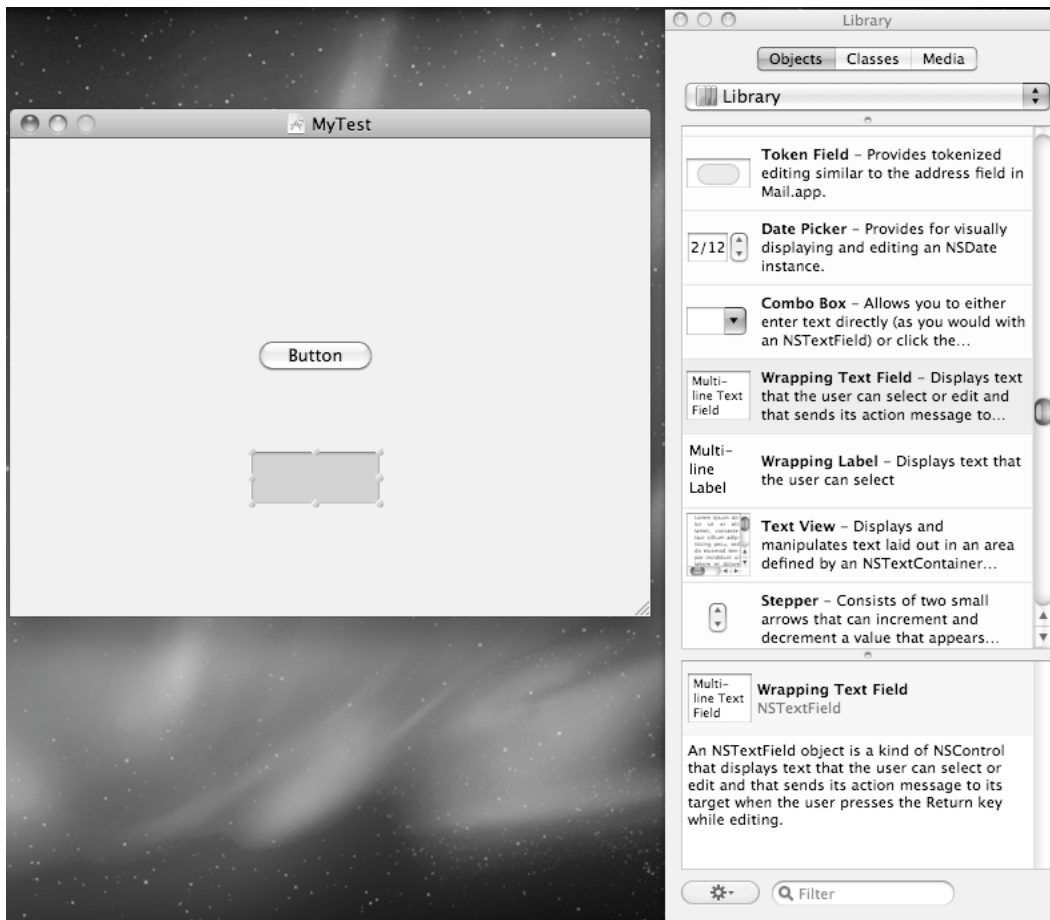 Library
Objects Classes Media
Library
MyTest
Button
Token Field – Provides tokenized
editing similar to the address field in
Mail.app.
2/12
Date Picker – Provides for visually
displaying and editing an NSDate
instance.
Combo Box – Allows you to either
enter text directly (as you would with
an NSTextField) or click the...
Multi-
line Text
Field
Wrapping Text Field – Displays text
that the user can select or edit and
that sends its action message to...
Multi-
line
Label
Wrapping Label – Displays text that
the user can select
Text View – Displays and
manipulates text laid out in an area
defined by an NSTextContainer...
Stepper – Consists of two small
arrows that can increment and
decrement a value that appears...
Multi-
line Text
Field
Wrapping Text Field
NSTextField
An NSTextField object is a kind of NSControl
that displays text that the user can select or
edit and that sends its action message to its
target when the user presses the Return key
while editing.
Filter